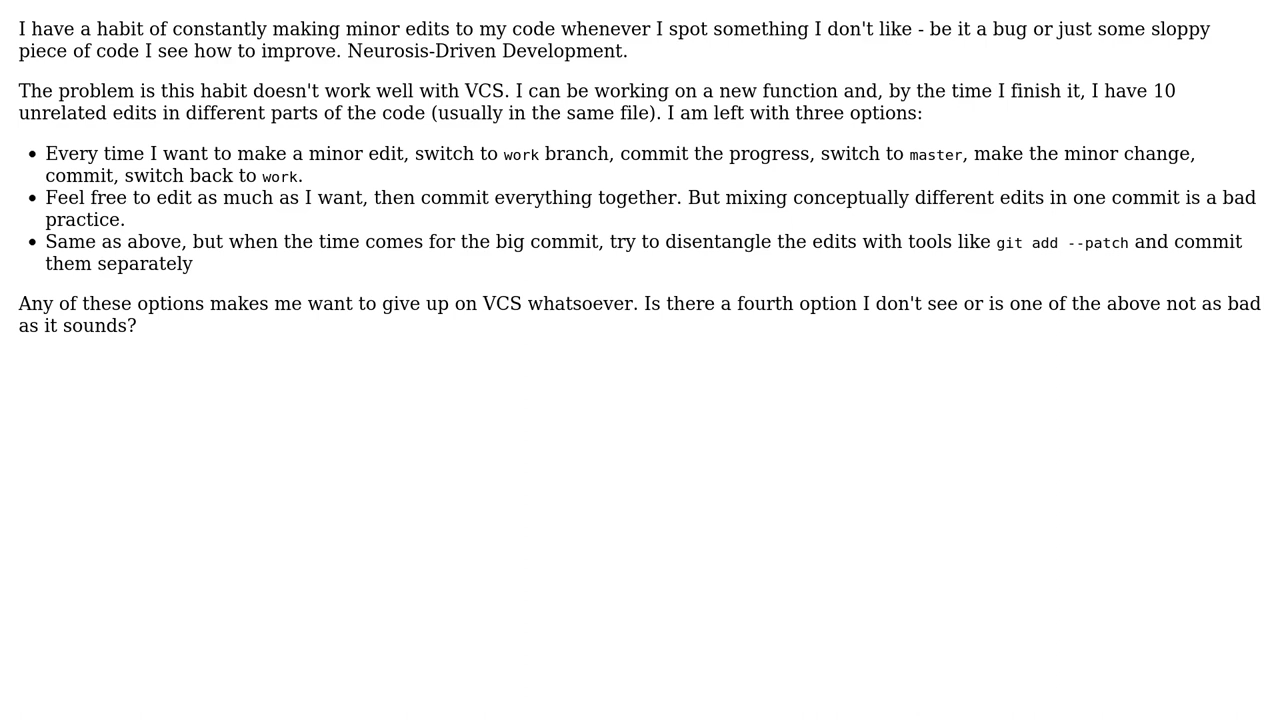 I have a habit of constantly making minor edits to my code whenever I spot something I don't like - be it a bug or just some sloppy
piece of code I see how to improve. Neurosis-Driven Development.
The problem is this habit doesn't work well with VCS. I can be working on a new function and, by the time I finish it, I have 10
unrelated edits in different parts of the code (usually in the same file). I am left with three options:
• Every time I want to make a minor edit, switch to work branch, commit the progress, switch to master, make the minor change,
commit, switch back to work.
• Feel free to edit as much as I want, then commit everything together. But mixing conceptually different edits in one commit is a bad
practice.
• Same as above, but when the time comes for the big commit, try to disentangle the edits with tools like git add --patch and commit
them separately
Any of these options makes me want to give up on VCS whatsoever. Is there a fourth option I don't see or is one of the above not as bad
as it sounds?